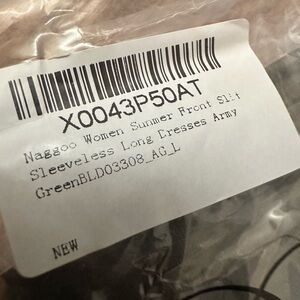 X0043P50AT
Naggoo Women Summer Front Slit
Sleeveless Long Dresses Army
GreenBLD03308_AG_L
NEW